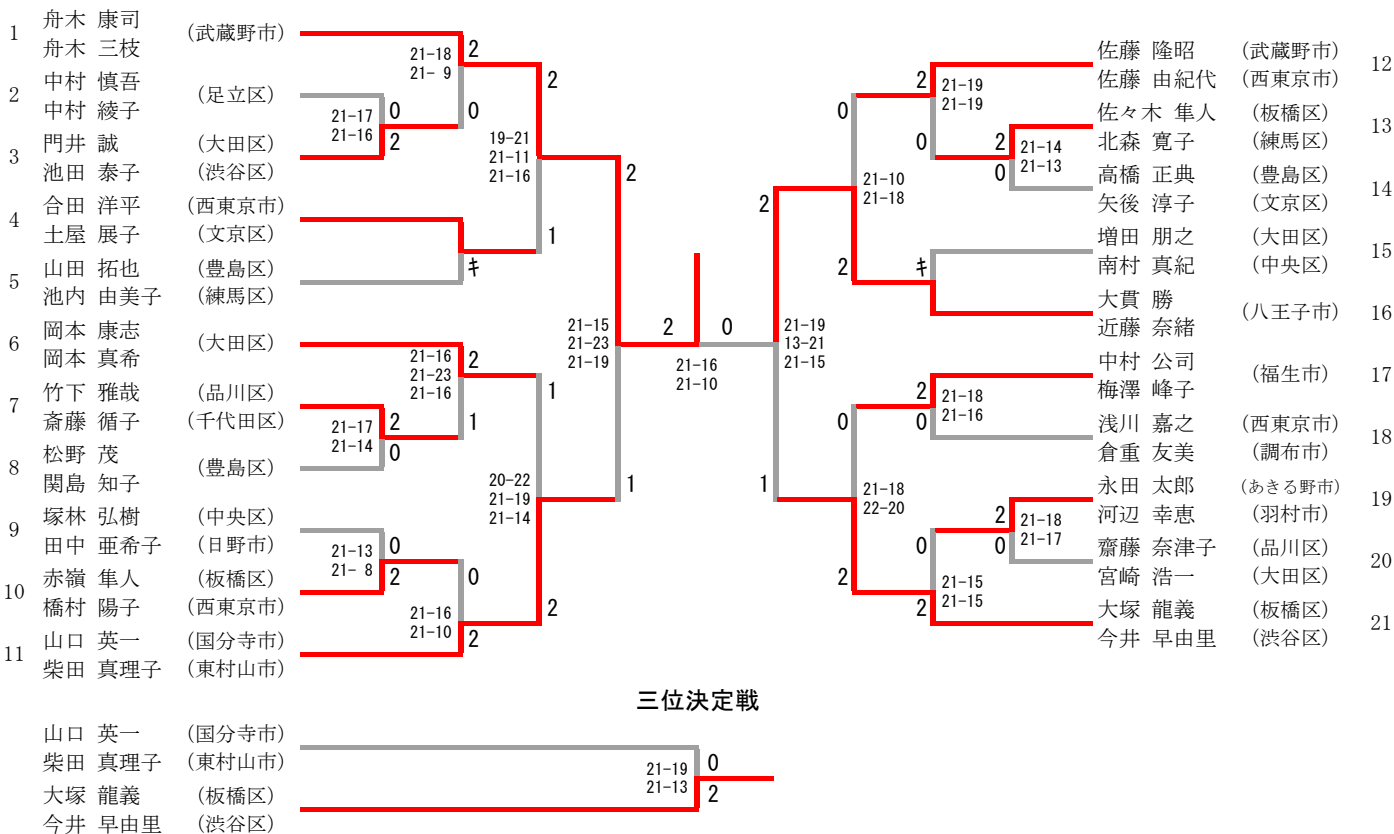 1
舟木 康司
舟木 三枝
(武蔵野市)
2
中村 慎吾
中村 綾子
(足立区)
3
門井 誠 (大田区)
池田 泰子 (渋谷区)
4
合田 洋平 (西東京市)
土屋 展子 (文京区)
5
山田 拓也 (豊島区)
池内 由美子 (練馬区)
6
岡本 康志
岡本 真希
(大田区)
7
竹下 雅哉 (品川区)
斎藤 循子 (千代田区)
8
松野 茂
関島 知子
(豊島区)
9
塚林 弘樹 (中央区)
田中 亜希子 (日野市)
10
赤嶺 隼人 (板橋区)
橋村 陽子 (西東京市)
11
山口 英一 (国分寺市)
柴田 真理子 (東村山市)
21-18
21- 9
2
0
21-17
21-16
0
2
19-21
21-11
21-16
2
1
キ
21-16
21-23
21-16
2
1
21-17
21-14
2
0
21-13
21- 8
0
2
21-16
21-10
0
2
20-22
21-19
21-14
1
2
21-15
21-23
21-19
2
1
2
0
21-16
21-10
21-19
13-21
21-15
2
1
21-10
21-18
0
2
21-19
21-19
2
0
21-14
21-13
2
0
キ
21-18
21-16
2
0
21-18
22-20
0
2
21-18
21-17
2
0
21-15
21-15
0
2
佐藤 隆昭 (武蔵野市)
佐藤 由紀代 (西東京市)
12
佐々木 隼人 (板橋区)
北森 寛子 (練馬区)
13
高橋 正典 (豊島区)
矢後 淳子 (文京区)
14
増田 朋之 (大田区)
南村 真紀 (中央区)
15
大貫 勝
近藤 奈緒
(八王子市)
16
中村 公司
梅澤 峰子
(福生市)
17
浅川 嘉之 (西東京市)
倉重 友美 (調布市)
18
永田 太郎 (あきる野市)
河辺 幸恵 (羽村市)
19
齋藤 奈津子 (品川区)
宮崎 浩一 (大田区)
20
大塚 龍義 (板橋区)
今井 早由里 (渋谷区)
21
三位決定戦
山口 英一 (国分寺市)
柴田 真理子 (東村山市)
大塚 龍義 (板橋区)
今井 早由里 (渋谷区)
21-19
21-13
0
2